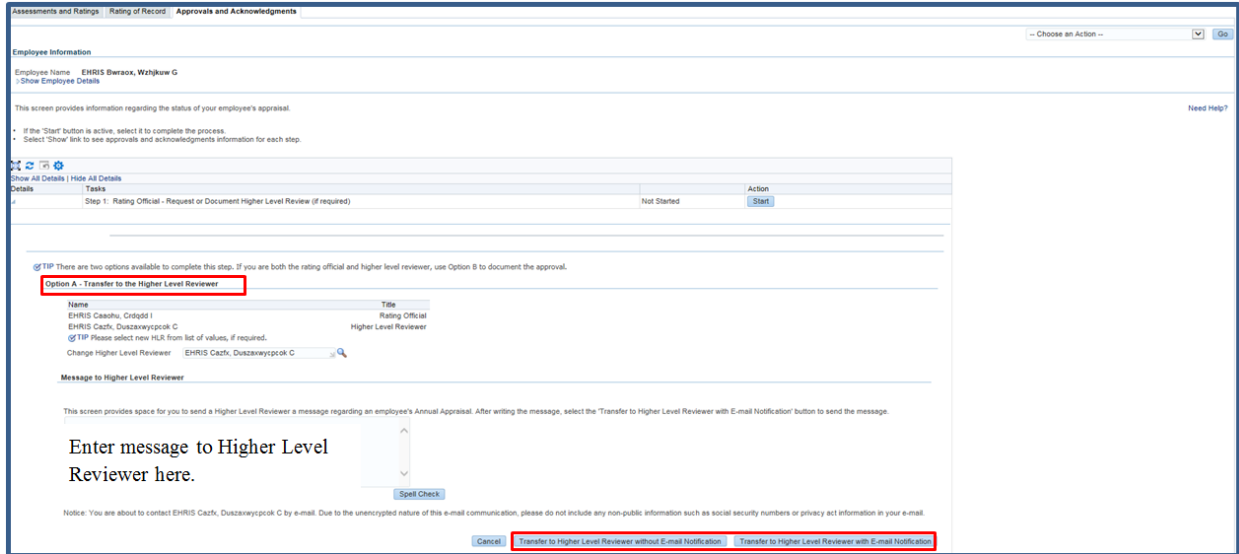 Assessments and Ratings Rating of Record Approvals and Acknowledgments
-- Choose an Action -- Go
Employee Information
Employee Name EHRIS Bwraox, Wzhjkuw G
Show Employee Details
This screen provides information regarding the status of your employee's appraisal. Need Help?
• If the 'Start' button is active, select it to complete the process.
• Select 'Show' link to see approvals and acknowledgments information for each step.
Show All Details | Hide All Details
Details Tasks Action
Step 1: Rating Official - Request or Document Higher Level Review (if required) Not Started Start
TIP There are two options available to complete this step. If you are both the rating official and higher level reviewer, use Option B to document the approval.
Option A - Transfer to the Higher Level Reviewer
Name Title
EHRIS Caaohu, Crdqdd I Rating Official
EHRIS Cazfx, Duszaxwycpcok C Higher Level Reviewer
TIP Please select new HLR from list of values, if required.
Change Higher Level Reviewer EHRIS Cazfx, Duszaxwycpcok C
Message to Higher Level Reviewer
This screen provides space for you to send a Higher Level Reviewer a message regarding an employee's Annual Appraisal. After writing the message, select the 'Transfer to Higher Level Reviewer with E-mail Notification' button to send the message.
Enter message to Higher Level
Reviewer here.
Spell Check
Notice: You are about to contact EHRIS Cazfx, Duszaxwycpcok C by e-mail. Due to the unencrypted nature of this e-mail communication, please do not include any non-public information such as social security numbers or privacy act information in your e-mail.
Cancel Transfer to Higher Level Reviewer without E-mail Notification Transfer to Higher Level Reviewer with E-mail Notification